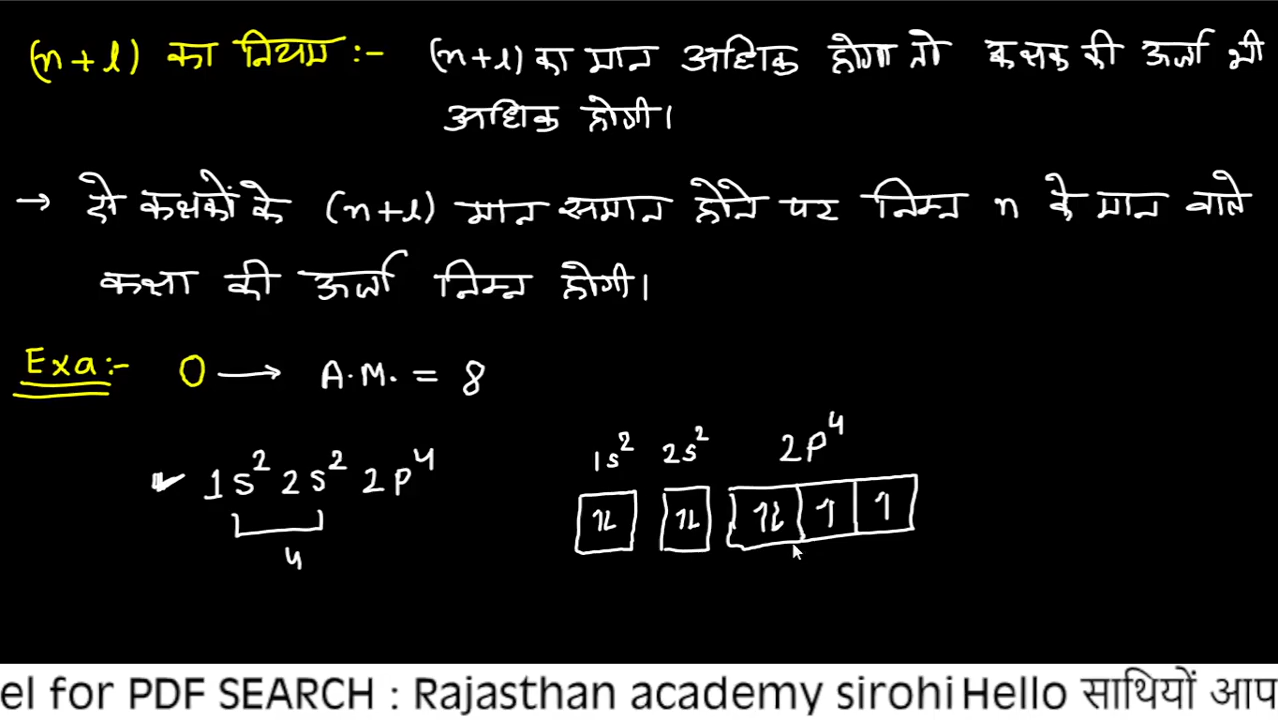 (n+l) का नियम :- (n+l) का मान अधिक होगा तो कक्षक की ऊर्जा भी
अधिक होगी।
→ दो कक्षकों के (n+l) मान समान होने पर निम्न n के मान वाले
कक्षा की ऊर्जा निम्न होगी।
Exa:- O → A.M. = 8
1s² 2s² 2p⁴
4
1s² 2s² 2p⁴
⇅ ⇅ ⇅ ↿ ↿
el for PDF SEARCH : Rajasthan academy sirohi Hello साथियों आप